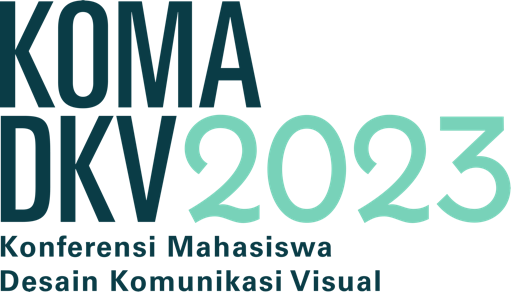 KOMA
DKV2023
Konferensi Mahasiswa
Desain Komunikasi Visual